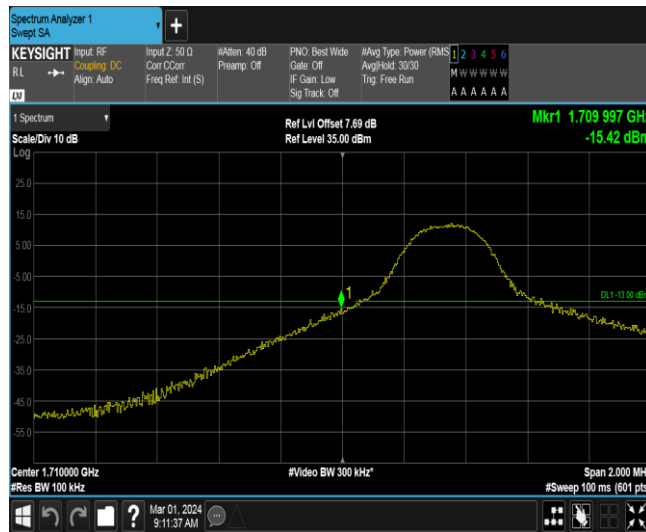 Spectrum Analyzer 1
Swept SA
+
KEYSIGHT
RL
LXI
Input: RF
Coupling: DC
Align: Auto
Input Z: 50 Ω
Corr CCorr
Freq Ref: Int (S)
#Atten: 40 dB
Preamp: Off
PNO: Best Wide
Gate: Off
IF Gain: Low
Sig Track: Off
#Avg Type: Power (RMS
Avg|Hold: 30/30
Trig: Free Run
1 2 3 4 5 6
M W W W W W
A A A A A A
1 Spectrum
Scale/Div 10 dB
Ref Lvl Offset 7.69 dB
Ref Level 35.00 dBm
Mkr1 1.709 997 GHz
-15.42 dBm
Log
25.0
15.0
5.00
-5.00
-15.0
-25.0
-35.0
-45.0
-55.0
1
DL1 -13.00 dBm
Center 1.710000 GHz
#Res BW 100 kHz
#Video BW 300 kHz*
Span 2.000 MH
#Sweep 100 ms (601 pts
?
Mar 01, 2024
9:11:37 AM